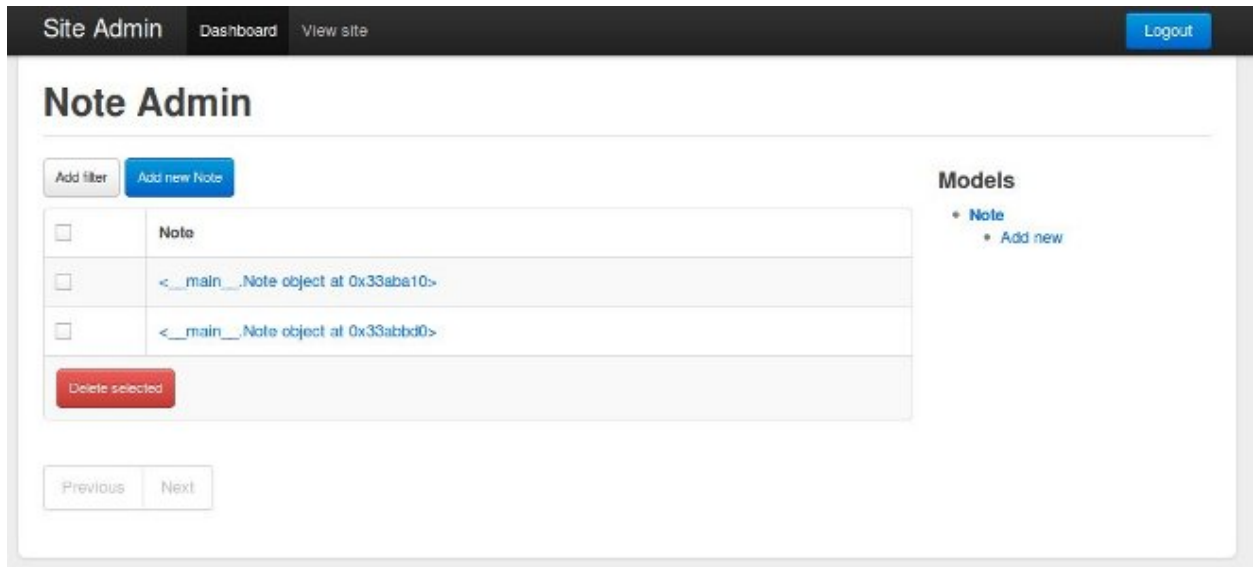 Site Admin Dashboard View site Logout
Note Admin
Add filter Add new Note
Models
Note
Add new
Note
<__main__.Note object at 0x33aba10>
<__main__.Note object at 0x33abbd0>
Delete selected
Previous Next